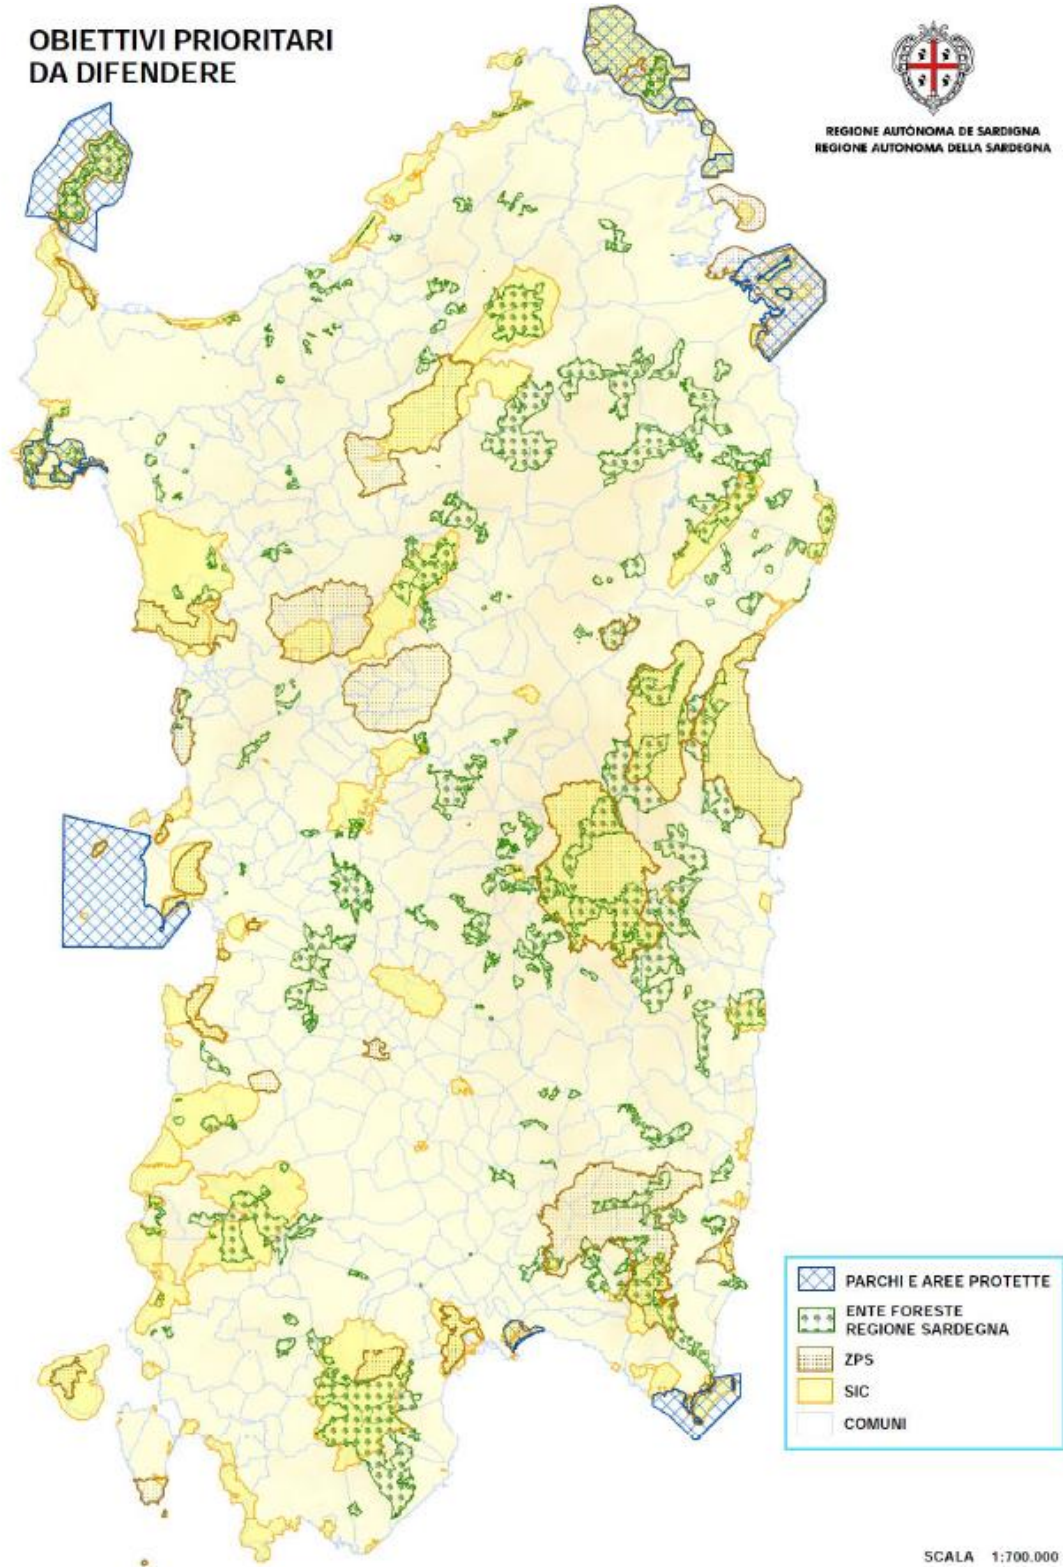 OBIETTIVI PRIORITARI
DA DIFENDERE
REGIONE AUTÒNOMA DE SARDIGNA
REGIONE AUTONOMA DELLA SARDEGNA
PARCHI E AREE PROTETTE
ENTE FORESTE
REGIONE SARDEGNA
ZPS
SIC
COMUNI
SCALA 1:700.000